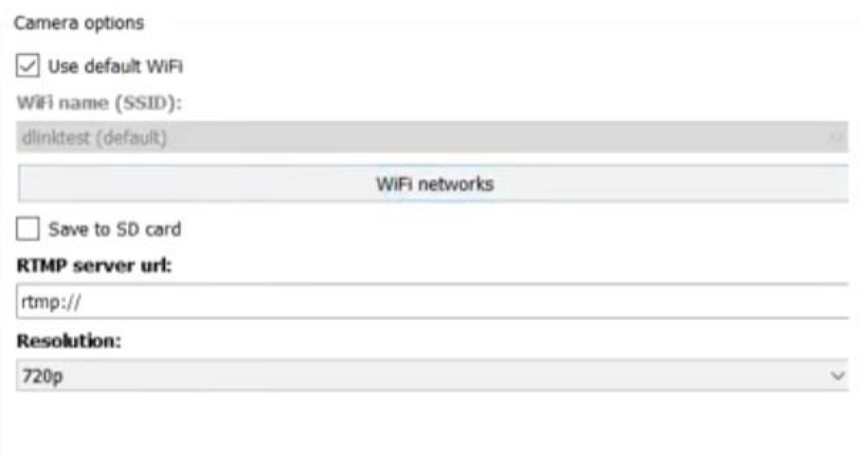 Camera options
Use default WiFi
WiFi name (SSID):
dlinktest (default)
WiFi networks
Save to SD card
RTMP server url:
rtmp://
Resolution:
720p